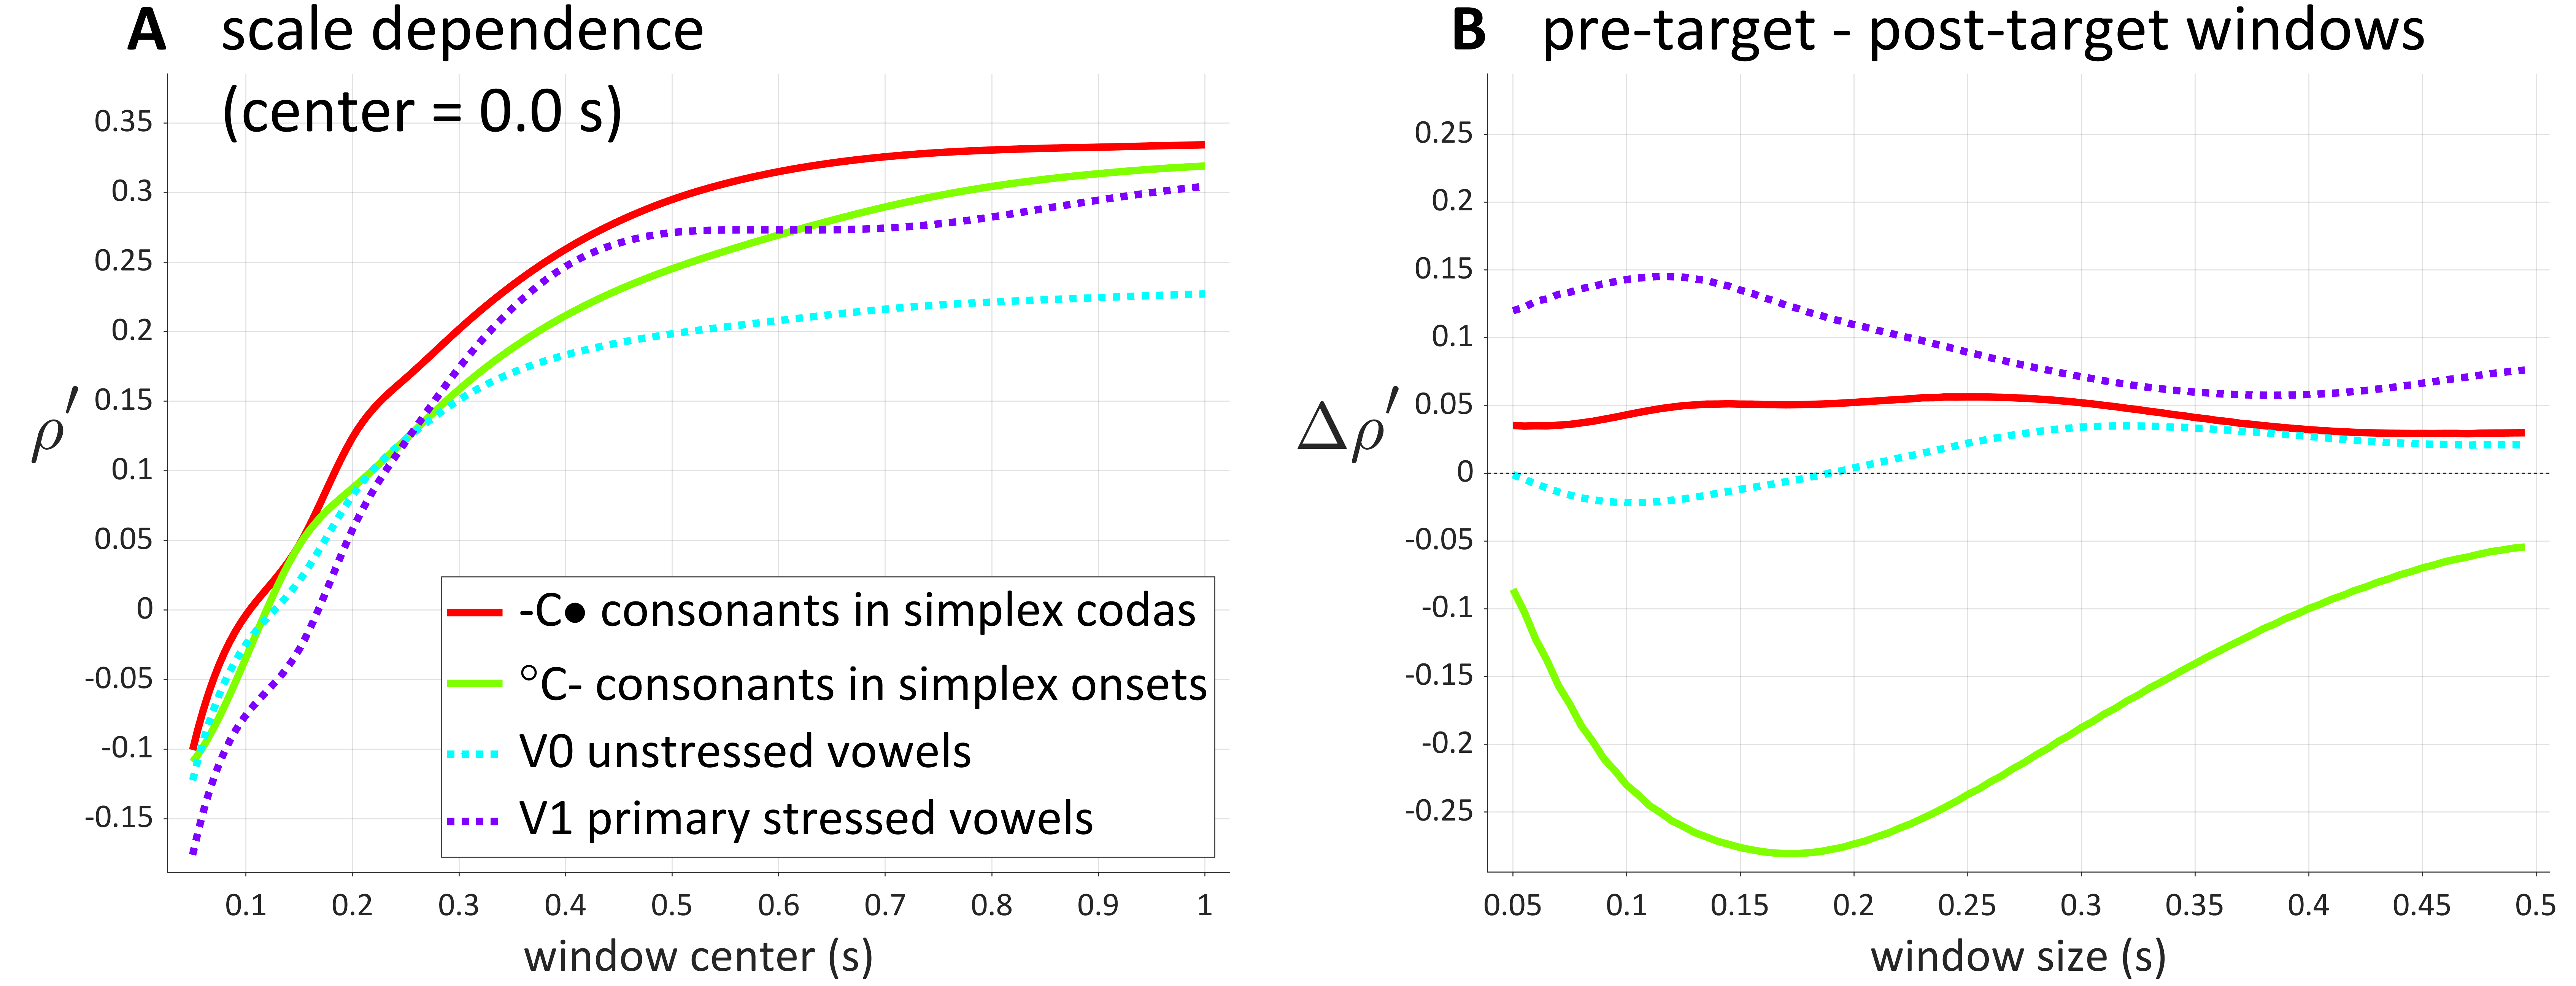 A scale dependence
(center = 0.0 s)
ρ′
0.35
0.3
0.25
0.2
0.15
0.1
0.05
0
-0.05
-0.1
-0.15
-C● consonants in simplex codas
°C- consonants in simplex onsets
V0 unstressed vowels
V1 primary stressed vowels
0.1 0.2 0.3 0.4 0.5 0.6 0.7 0.8 0.9 1
window center (s)
B pre-target - post-target windows
Δρ′
0.25
0.2
0.15
0.1
0.05
0
-0.05
-0.1
-0.15
-0.2
-0.25
0.05 0.1 0.15 0.2 0.25 0.3 0.35 0.4 0.45 0.5
window size (s)